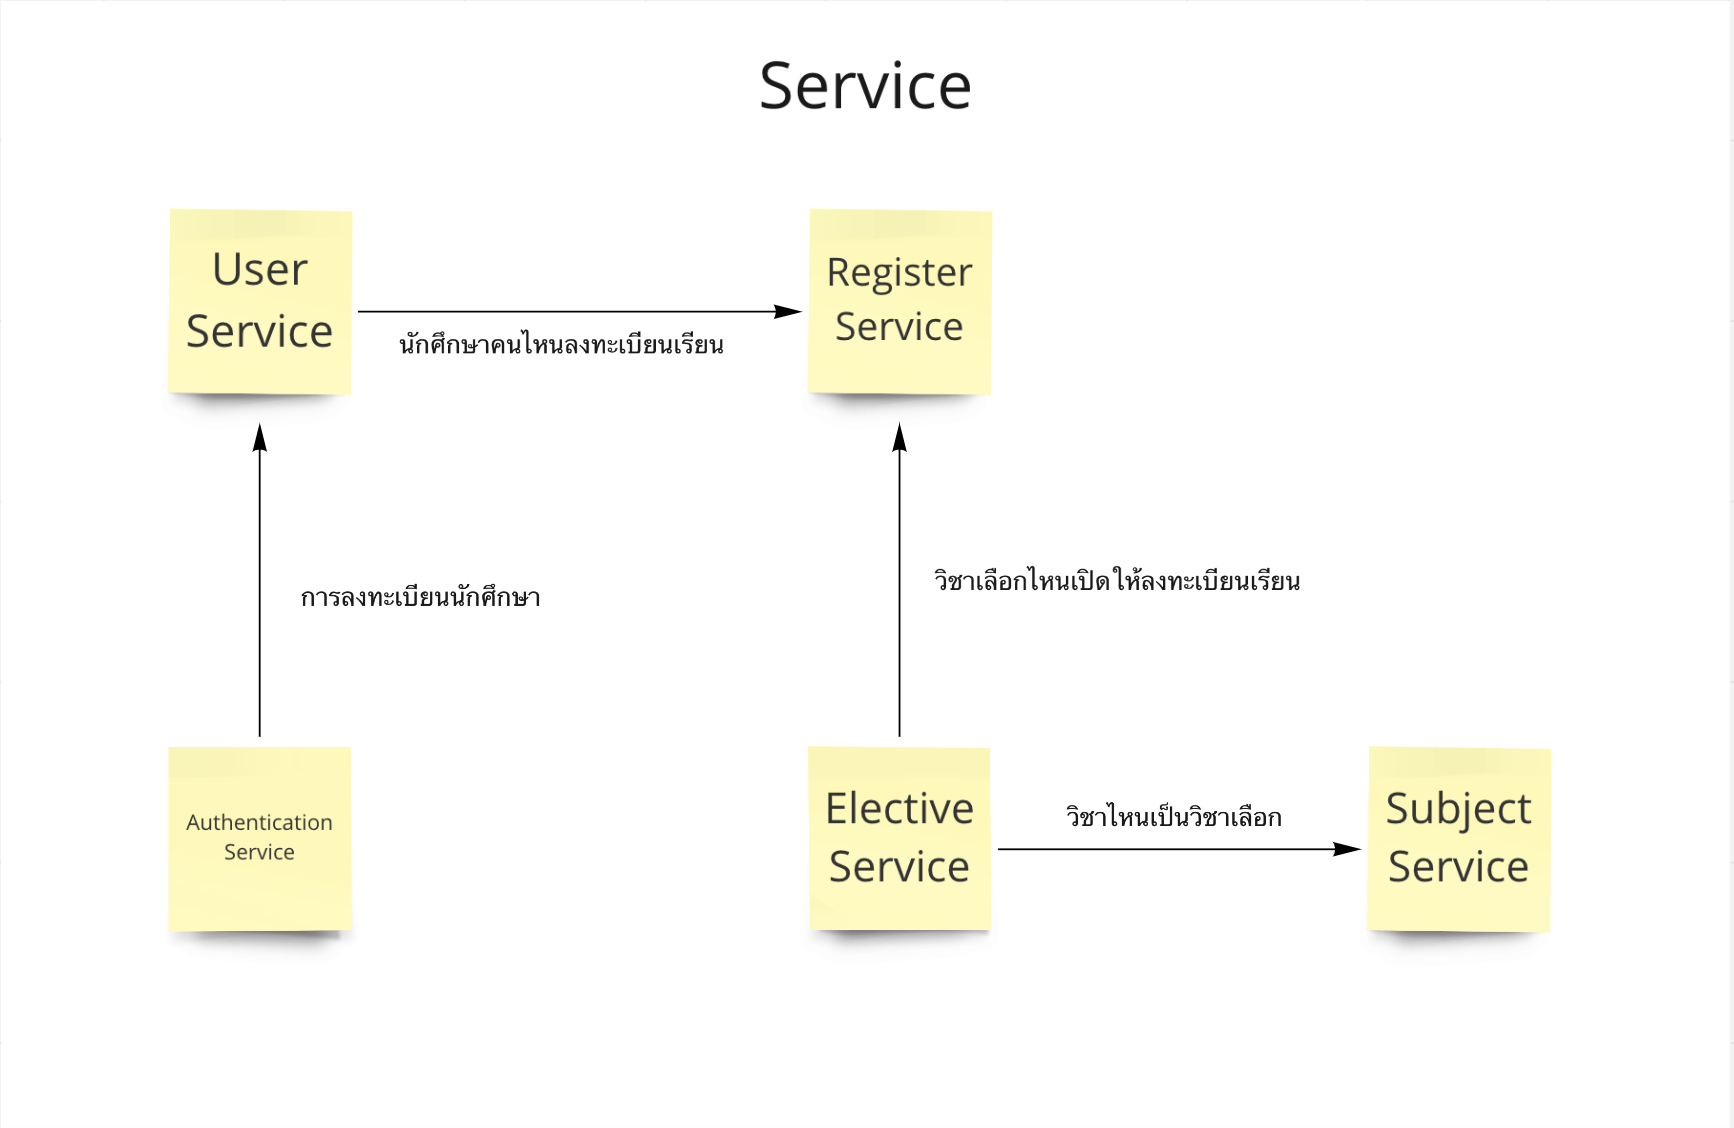 Service
User
Service
Register
Service
นักศึกษาคนไหนลงทะเบียนเรียน
การลงทะเบียนนักศึกษา
วิชาเลือกไหนเปิดให้ลงทะเบียนเรียน
Authentication
Service
Elective
Service
วิชาไหนเป็นวิชาเลือก
Subject
Service